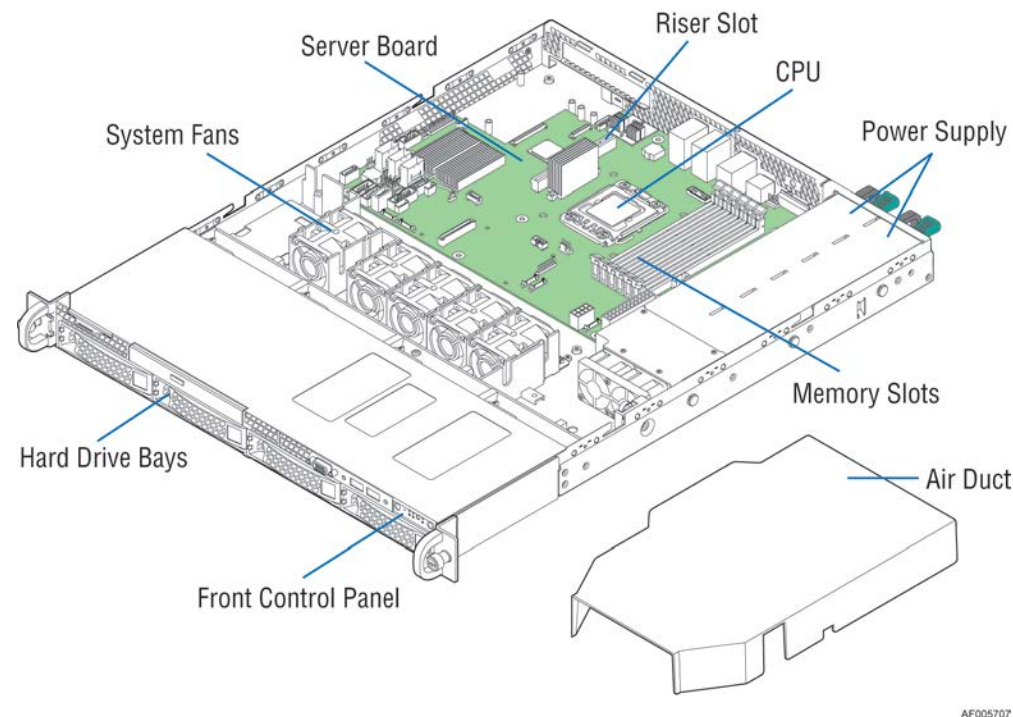 Riser Slot
Server Board
CPU
System Fans
Power Supply
Memory Slots
Hard Drive Bays
Air Duct
Front Control Panel
AF005707